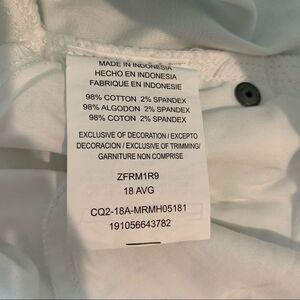 MADE IN INDONESIA
HECHO EN INDONESIA
FABRIQUE EN INDONESIE
98% COTTON 2% SPANDEX
98% ALGODON 2% SPANDEX
98% COTON 2% SPANDEX
EXCLUSIVE OF DECORATION / EXCEPTO
DECORACION / EXCLUSIVE OF TRIMMING/
GARNITURE NON COMPRISE
ZFRM1R9
18 AVG
CQ2-18A-MRMH05181
191056643782